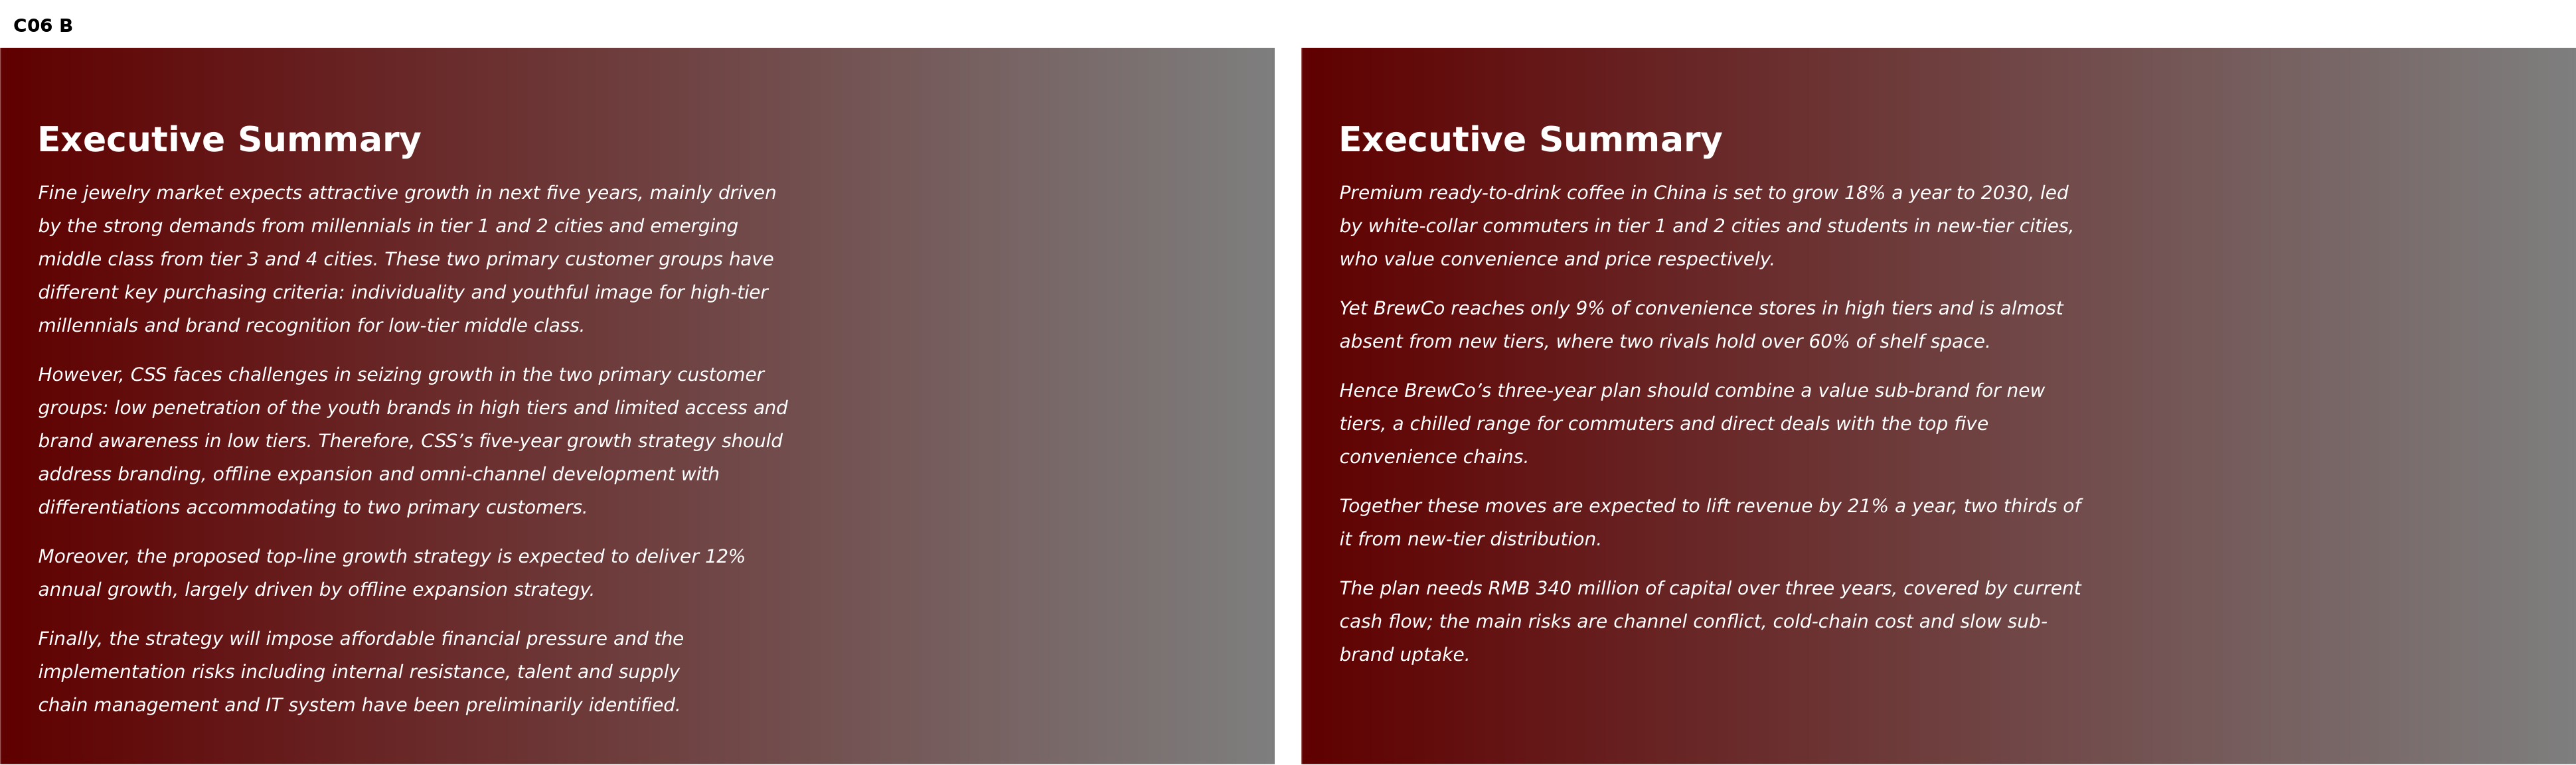 C06 B
Executive Summary
Fine jewelry market expects attractive growth in next five years, mainly driven
by the strong demands from millennials in tier 1 and 2 cities and emerging
middle class from tier 3 and 4 cities. These two primary customer groups have
different key purchasing criteria: individuality and youthful image for high-tier
millennials and brand recognition for low-tier middle class.
However, CSS faces challenges in seizing growth in the two primary customer
groups: low penetration of the youth brands in high tiers and limited access and
brand awareness in low tiers. Therefore, CSS’s five-year growth strategy should
address branding, offline expansion and omni-channel development with
differentiations accommodating to two primary customers.
Moreover, the proposed top-line growth strategy is expected to deliver 12%
annual growth, largely driven by offline expansion strategy.
Finally, the strategy will impose affordable financial pressure and the
implementation risks including internal resistance, talent and supply
chain management and IT system have been preliminarily identified.
Executive Summary
Premium ready-to-drink coffee in China is set to grow 18% a year to 2030, led
by white-collar commuters in tier 1 and 2 cities and students in new-tier cities,
who value convenience and price respectively.
Yet BrewCo reaches only 9% of convenience stores in high tiers and is almost
absent from new tiers, where two rivals hold over 60% of shelf space.
Hence BrewCo’s three-year plan should combine a value sub-brand for new
tiers, a chilled range for commuters and direct deals with the top five
convenience chains.
Together these moves are expected to lift revenue by 21% a year, two thirds of
it from new-tier distribution.
The plan needs RMB 340 million of capital over three years, covered by current
cash flow; the main risks are channel conflict, cold-chain cost and slow sub-
brand uptake.